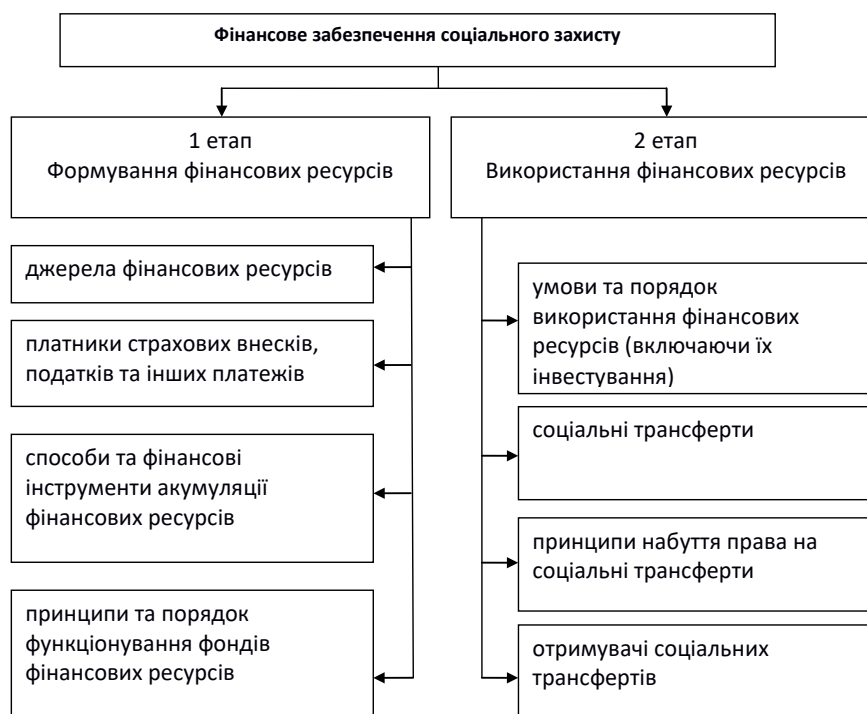 Фінансове забезпечення соціального захисту
1 етап
Формування фінансових ресурсів
джерела фінансових ресурсів
платники страхових внесків,
податків та інших платежів
способи та фінансові
інструменти акумуляції
фінансових ресурсів
принципи та порядок
функціонування фондів
фінансових ресурсів
2 етап
Використання фінансових ресурсів
умови та порядок
використання фінансових
ресурсів (включаючи їх
інвестування)
соціальні трансферти
принципи набуття права на
соціальні трансферти
отримувачі соціальних
трансфертів